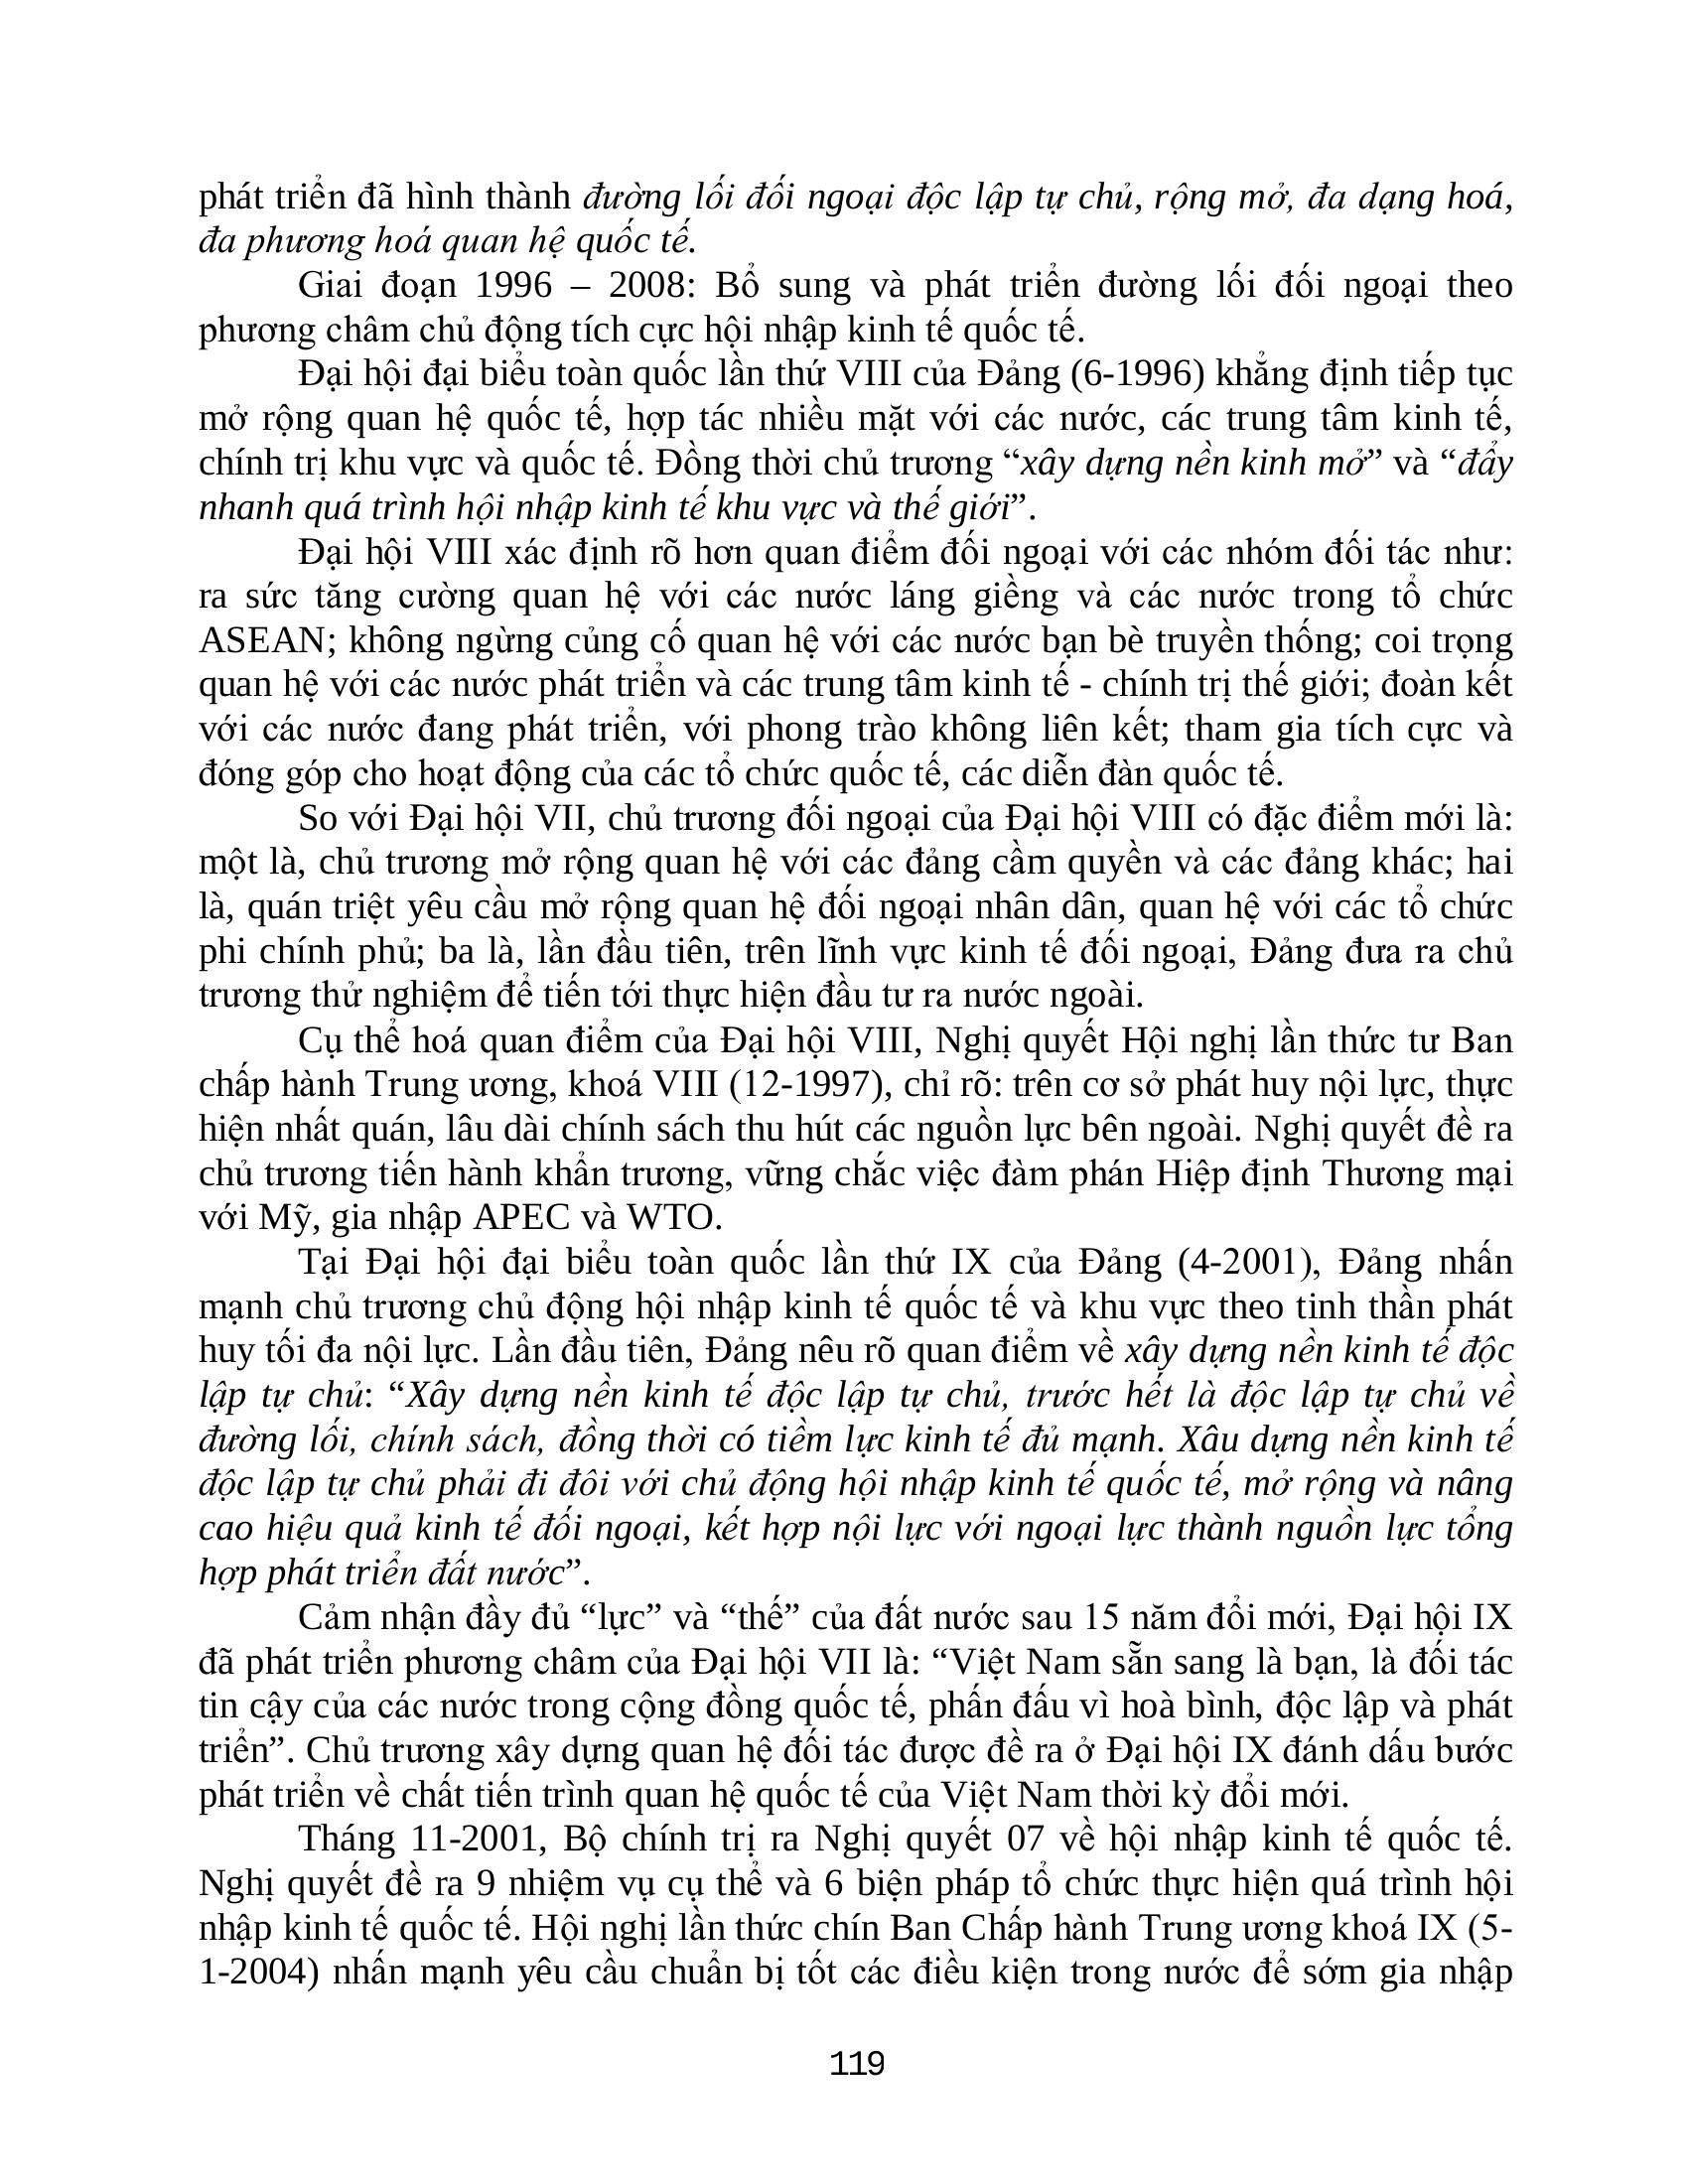 phát triển đã hình thành đường lối đối ngoại độc lập tự chủ, rộng mở, đa dạng hoá,
đa phương hoá quan hệ quốc tế.
Giai đoạn 1996 – 2008: Bổ sung và phát triển đường lối đối ngoại theo
phương châm chủ động tích cực hội nhập kinh tế quốc tế.
Đại hội đại biểu toàn quốc lần thứ VIII của Đảng (6-1996) khẳng định tiếp tục
mở rộng quan hệ quốc tế, hợp tác nhiều mặt với các nước, các trung tâm kinh tế,
chính trị khu vực và quốc tế. Đồng thời chủ trương “xây dựng nền kinh mở” và “đẩy
nhanh quá trình hội nhập kinh tế khu vực và thế giới”.
Đại hội VIII xác định rõ hơn quan điểm đối ngoại với các nhóm đối tác như:
ra sức tăng cường quan hệ với các nước láng giềng và các nước trong tổ chức
ASEAN; không ngừng củng cố quan hệ với các nước bạn bè truyền thống; coi trọng
quan hệ với các nước phát triển và các trung tâm kinh tế - chính trị thế giới; đoàn kết
với các nước đang phát triển, với phong trào không liên kết; tham gia tích cực và
đóng góp cho hoạt động của các tổ chức quốc tế, các diễn đàn quốc tế.
So với Đại hội VII, chủ trương đối ngoại của Đại hội VIII có đặc điểm mới là:
một là, chủ trương mở rộng quan hệ với các đảng cầm quyền và các đảng khác; hai
là, quán triệt yêu cầu mở rộng quan hệ đối ngoại nhân dân, quan hệ với các tổ chức
phi chính phủ; ba là, lần đầu tiên, trên lĩnh vực kinh tế đối ngoại, Đảng đưa ra chủ
trương thử nghiệm để tiến tới thực hiện đầu tư ra nước ngoài.
Cụ thể hoá quan điểm của Đại hội VIII, Nghị quyết Hội nghị lần thức tư Ban
chấp hành Trung ương, khoá VIII (12-1997), chỉ rõ: trên cơ sở phát huy nội lực, thực
hiện nhất quán, lâu dài chính sách thu hút các nguồn lực bên ngoài. Nghị quyết đề ra
chủ trương tiến hành khẩn trương, vững chắc việc đàm phán Hiệp định Thương mại
với Mỹ, gia nhập APEC và WTO.
Tại Đại hội đại biểu toàn quốc lần thứ IX của Đảng (4-2001), Đảng nhấn
mạnh chủ trương chủ động hội nhập kinh tế quốc tế và khu vực theo tinh thần phát
huy tối đa nội lực. Lần đầu tiên, Đảng nêu rõ quan điểm về xây dựng nền kinh tế độc
lập tự chủ: “Xây dựng nền kinh tế độc lập tự chủ, trước hết là độc lập tự chủ về
đường lối, chính sách, đồng thời có tiềm lực kinh tế đủ mạnh. Xâu dựng nền kinh tế
độc lập tự chủ phải đi đôi với chủ động hội nhập kinh tế quốc tế, mở rộng và nâng
cao hiệu quả kinh tế đối ngoại, kết hợp nội lực với ngoại lực thành nguồn lực tổng
hợp phát triển đất nước”.
Cảm nhận đầy đủ “lực” và “thế” của đất nước sau 15 năm đổi mới, Đại hội IX
đã phát triển phương châm của Đại hội VII là: “Việt Nam sẵn sang là bạn, là đối tác
tin cậy của các nước trong cộng đồng quốc tế, phấn đấu vì hoà bình, độc lập và phát
triển”. Chủ trương xây dựng quan hệ đối tác được đề ra ở Đại hội IX đánh dấu bước
phát triển về chất tiến trình quan hệ quốc tế của Việt Nam thời kỳ đổi mới.
Tháng 11-2001, Bộ chính trị ra Nghị quyết 07 về hội nhập kinh tế quốc tế.
Nghị quyết đề ra 9 nhiệm vụ cụ thể và 6 biện pháp tổ chức thực hiện quá trình hội
nhập kinh tế quốc tế. Hội nghị lần thức chín Ban Chấp hành Trung ương khoá IX (5-
1-2004) nhấn mạnh yêu cầu chuẩn bị tốt các điều kiện trong nước để sớm gia nhập
119